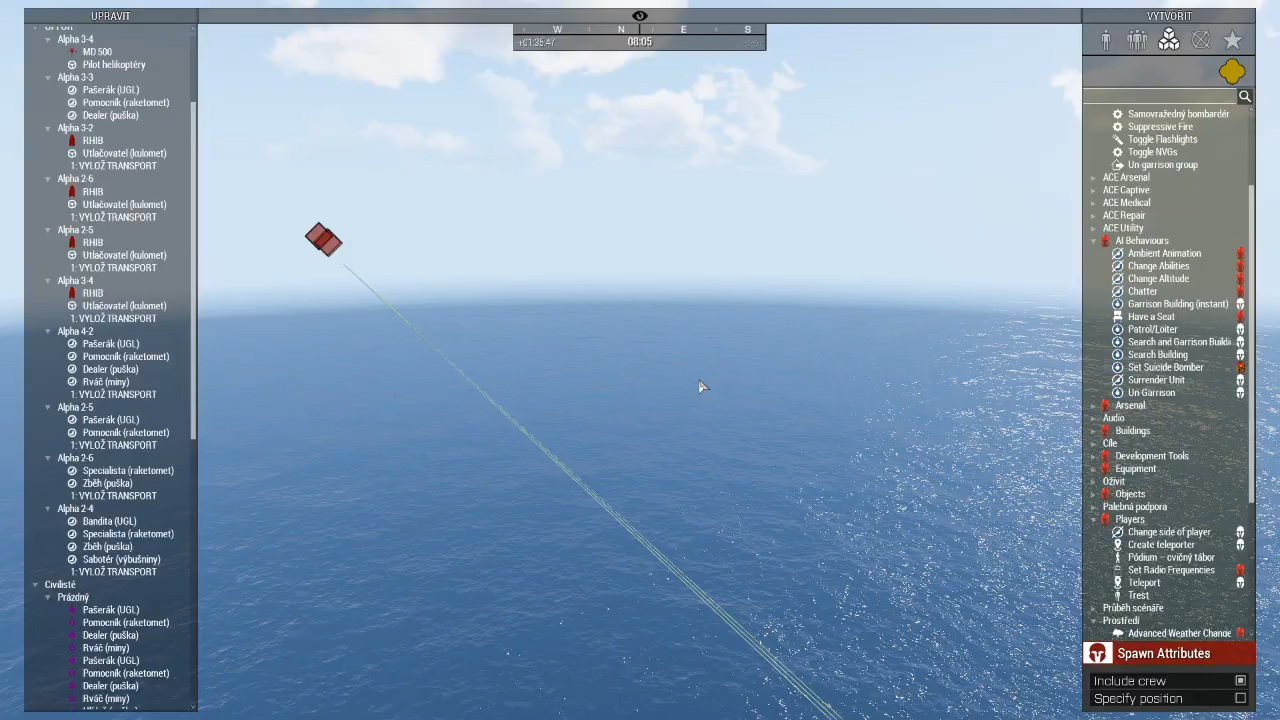 UPRAVIT
Alpha 3-4
MD 500
Pilot helikoptéry
Alpha 3-3
Pašerák (UGL)
Pomocník (raketomet)
Dealer (puška)
Alpha 3-2
RHIB
Utlačovatel (kulomet)
1: VYLOŽ TRANSPORT
Alpha 2-6
RHIB
Utlačovatel (kulomet)
1: VYLOŽ TRANSPORT
Alpha 2-5
RHIB
Utlačovatel (kulomet)
1: VYLOŽ TRANSPORT
Alpha 3-4
RHIB
Utlačovatel (kulomet)
1: VYLOŽ TRANSPORT
Alpha 4-2
Pašerák (UGL)
Pomocník (raketomet)
Dealer (puška)
Rváč (miny)
1: VYLOŽ TRANSPORT
Alpha 2-5
Pašerák (UGL)
Pomocník (raketomet)
1: VYLOŽ TRANSPORT
Alpha 2-6
Specialista (raketomet)
Zběh (puška)
1: VYLOŽ TRANSPORT
Alpha 2-4
Bandita (UGL)
Specialista (raketomet)
Zběh (puška)
Sabotér (výbušniny)
1: VYLOŽ TRANSPORT
Civilisté
Prázdný
Pašerák (UGL)
Pomocník (raketomet)
Dealer (puška)
Rváč (miny)
Pašerák (UGL)
Pomocník (raketomet)
Dealer (puška)
Rváč (miny)
W N E S
+01:35:47 08:05
VYTVOŘIT
Samovražedný bombardér
Suppressive Fire
Toggle Flashlights
Toggle NVGs
Un-garrison group
ACE Arsenal
ACE Captive
ACE Medical
ACE Repair
ACE Utility
AI Behaviours
Ambient Animation
Change Abilities
Change Altitude
Chatter
Garrison Building (instant)
Have a Seat
Patrol/Loiter
Search and Garrison Buildi
Search Building
Set Suicide Bomber
Surrender Unit
Un-Garrison
Arsenal
Audio
Buildings
Cíle
Development Tools
Equipment
Oživit
Objects
Palebná podpora
Players
Change side of player
Create teleporter
Pódium – cvičný tábor
Set Radio Frequencies
Teleport
Trest
Průběh scénáře
Prostředí
Advanced Weather Change
Spawn Attributes
Include crew
Specify position